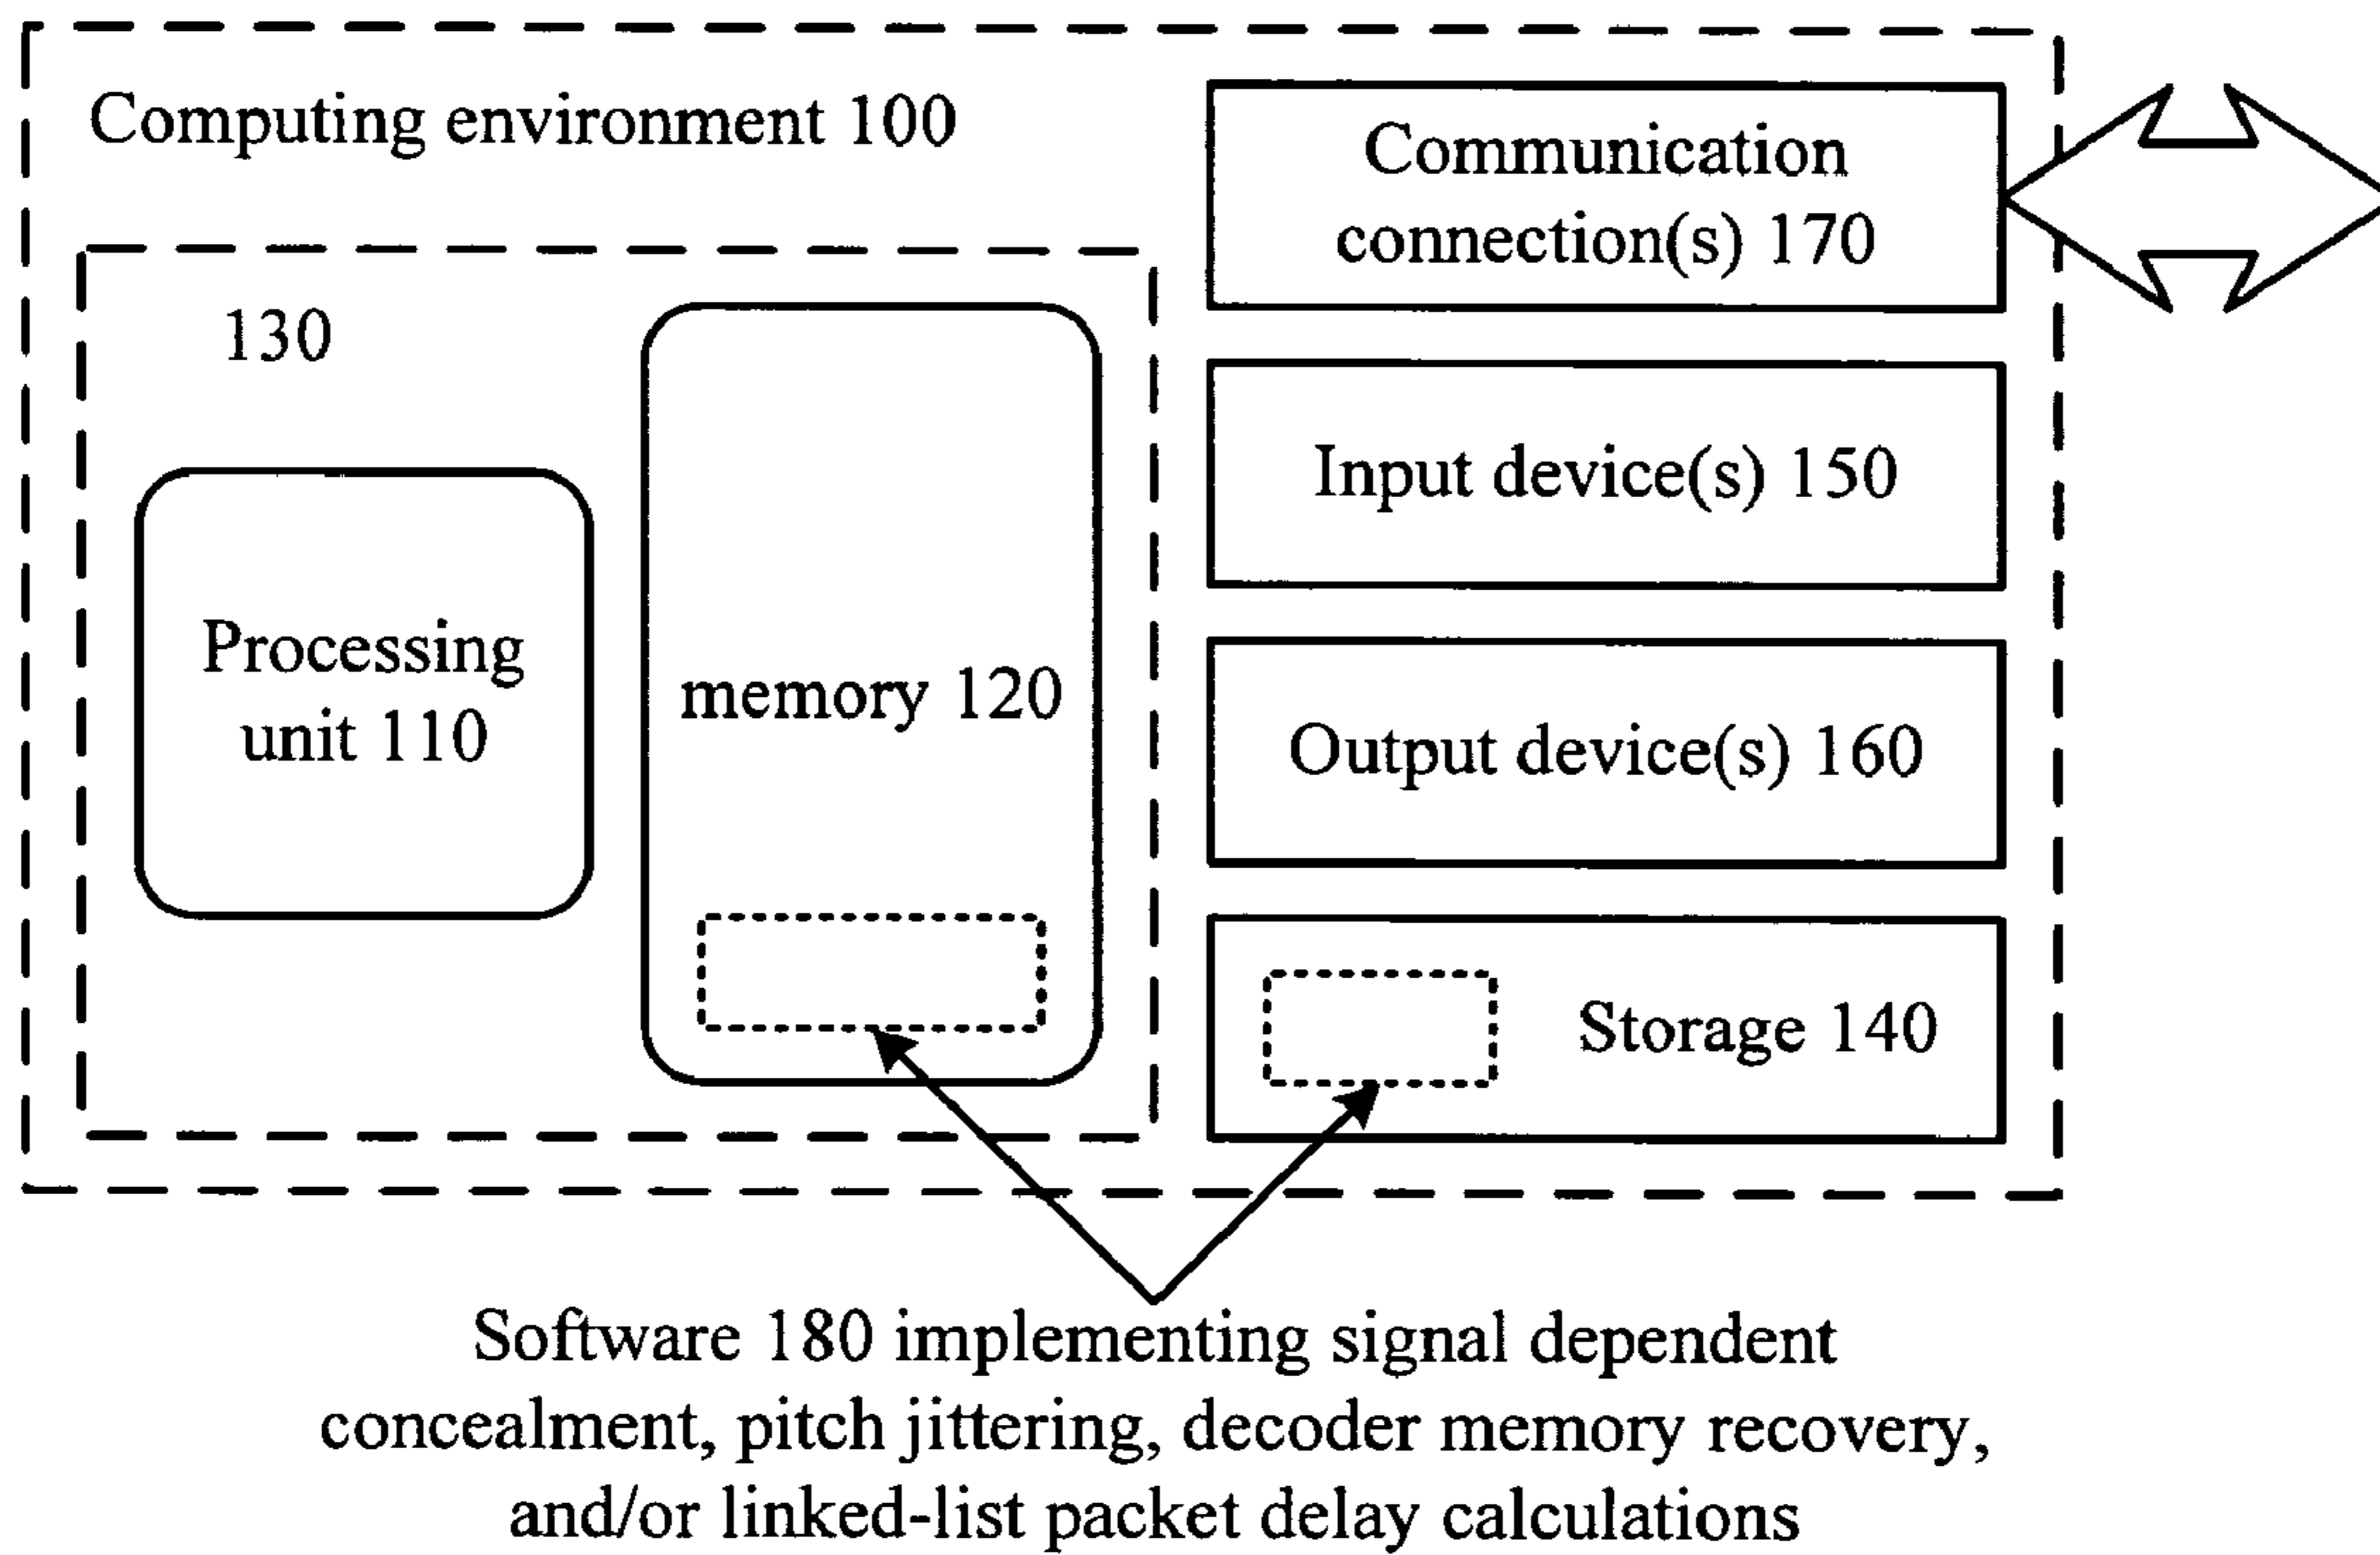 Computing environment 100
130
Processing
unit 110
memory 120
Communication
connection(s) 170
Input device(s) 150
Output device(s) 160
Storage 140
Software 180 implementing signal dependent
concealment, pitch jittering, decoder memory recovery,
and/or linked-list packet delay calculations